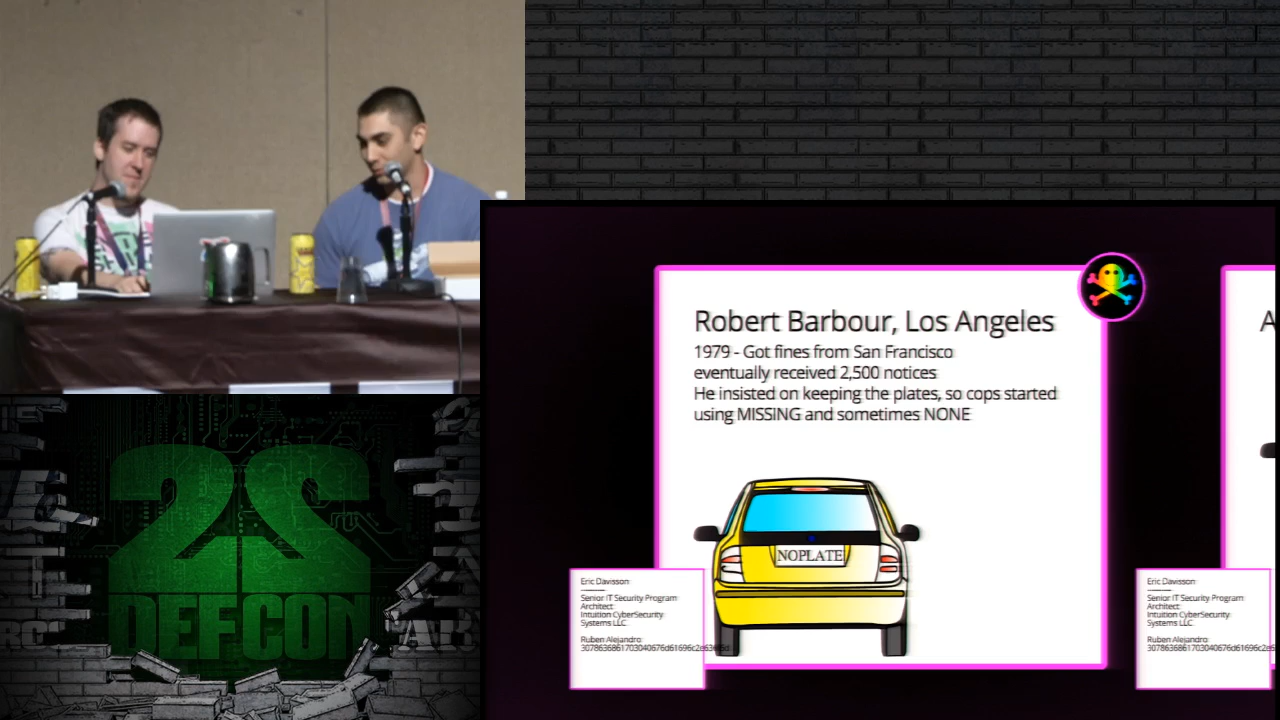 Robert Barbour, Los Angeles
1979 - Got fines from San Francisco
eventually received 2,500 notices
He insisted on keeping the plates, so cops started
using MISSING and sometimes NONE
NOPLATE
Eric Davisson:
Senior IT Security Program
Architect
Intuition CyberSecurity
Systems LLC
Ruben Alejandro:
A
Eric Davisson:
Senior IT Security Program
Architect
Intuition CyberSecurity
Systems LLC
Ruben Alejandro:
22
DEFCON